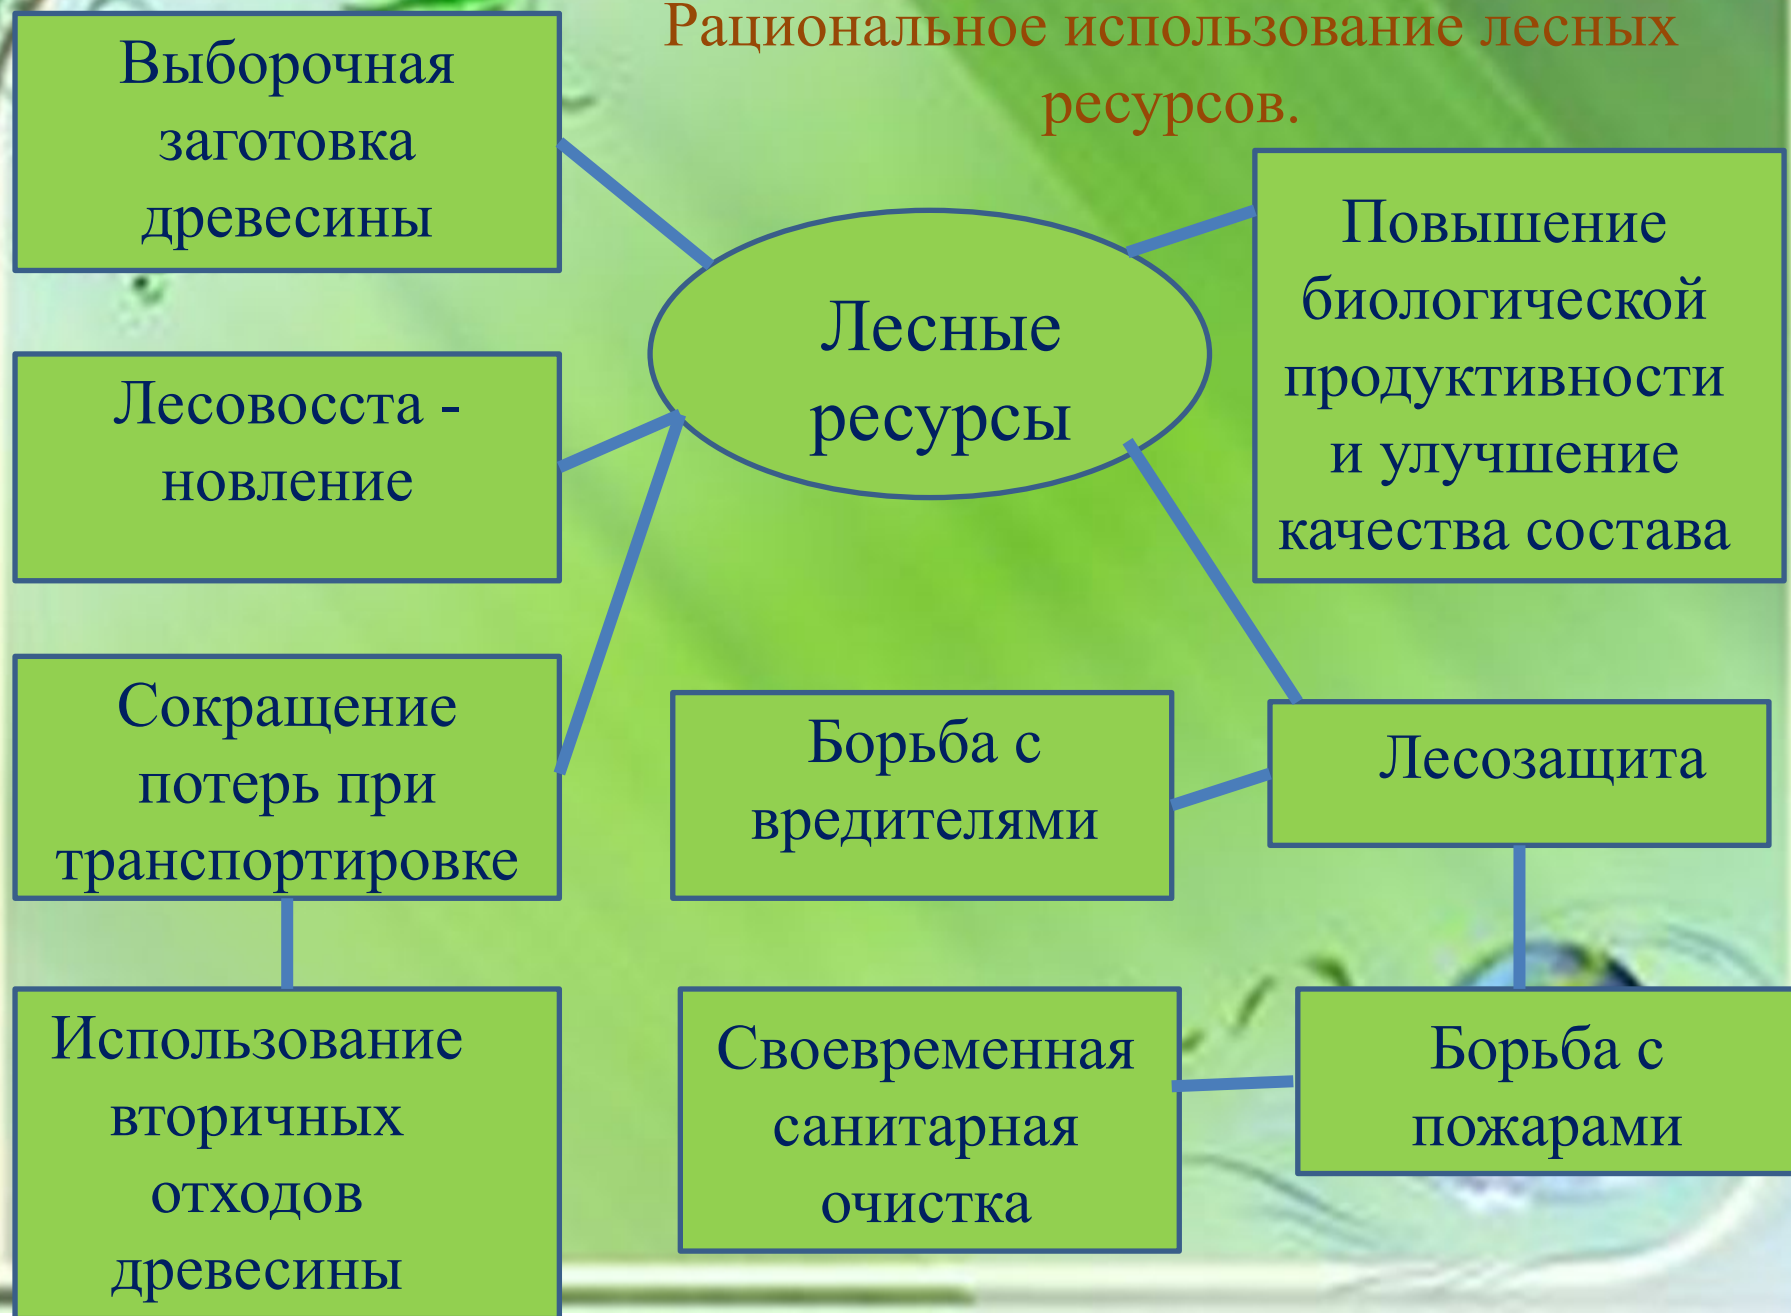 Рациональное использование лесных
ресурсов.
Выборочная
заготовка
древесины
Лесные
ресурсы
Повышение
биологической
продуктивности
и улучшение
качества состава
Лесовосста -
новление
Сокращение
потерь при
транспортировке
Борьба с
вредителями
Лесозащита
Использование
вторичных
отходов
древесины
Своевременная
санитарная
очистка
Борьба с
пожарами